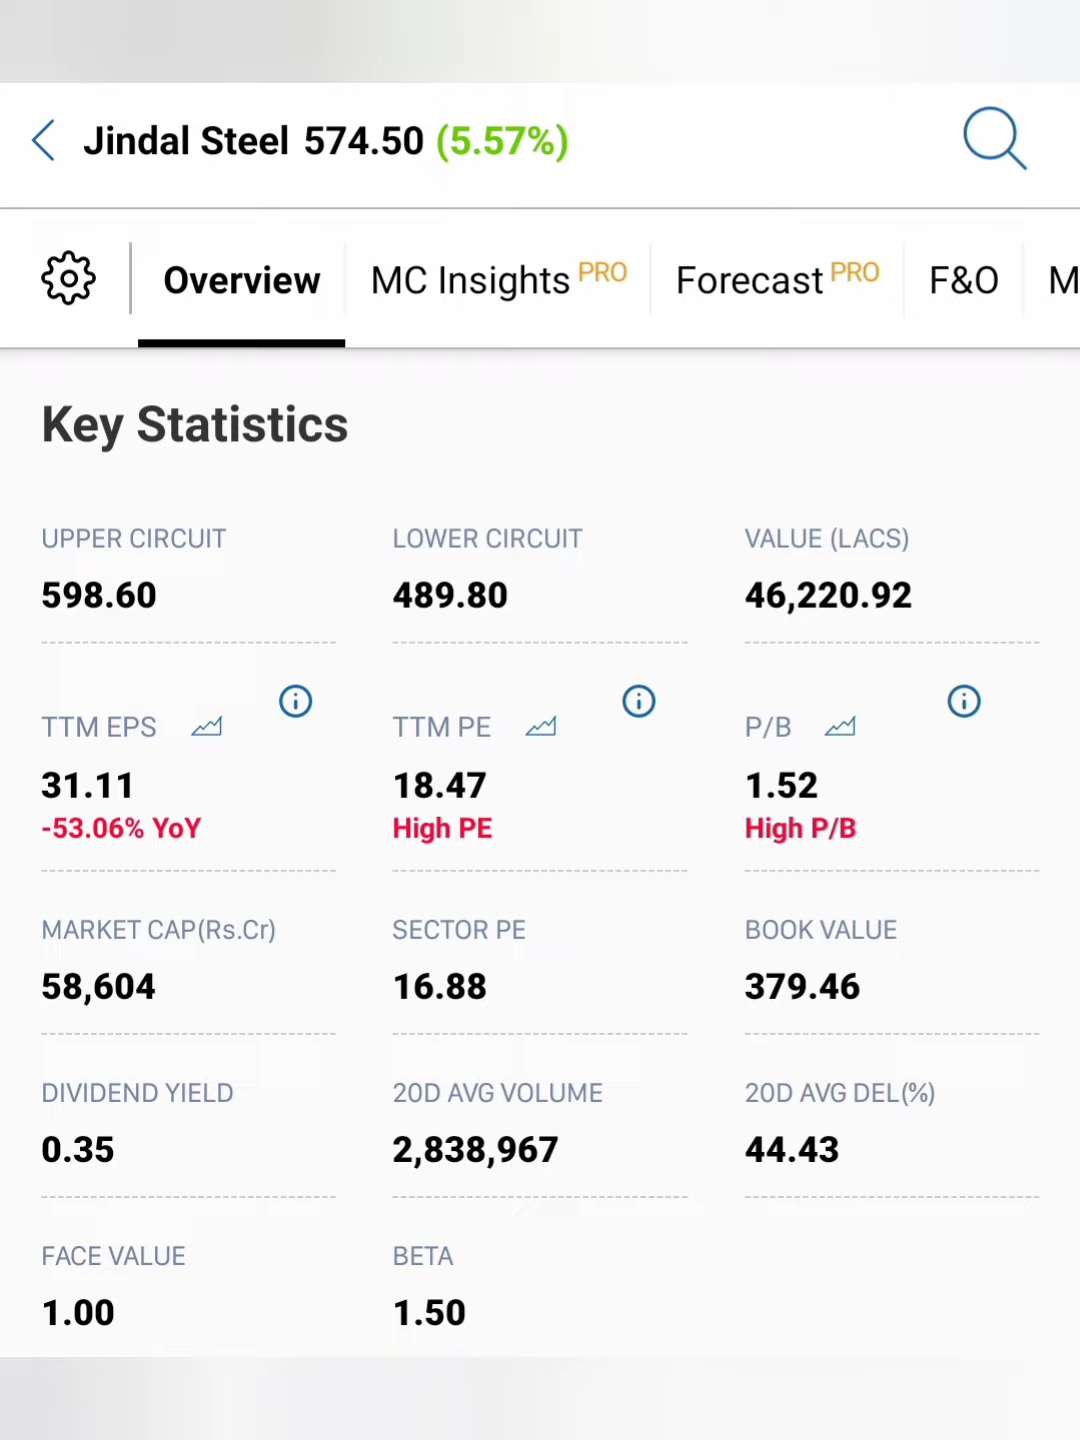 Jindal Steel 574.50 (5.57%)
Overview MC Insights PRO Forecast PRO F&O M
Key Statistics
UPPER CIRCUIT LOWER CIRCUIT VALUE (LACS)
598.60 489.80 46,220.92
TTM EPS TTM PE P/B
31.11 18.47 1.52
-53.06% YoY High PE High P/B
MARKET CAP(Rs.Cr) SECTOR PE BOOK VALUE
58,604 16.88 379.46
DIVIDEND YIELD 20D AVG VOLUME 20D AVG DEL(%)
0.35 2,838,967 44.43
FACE VALUE BETA
1.00 1.50